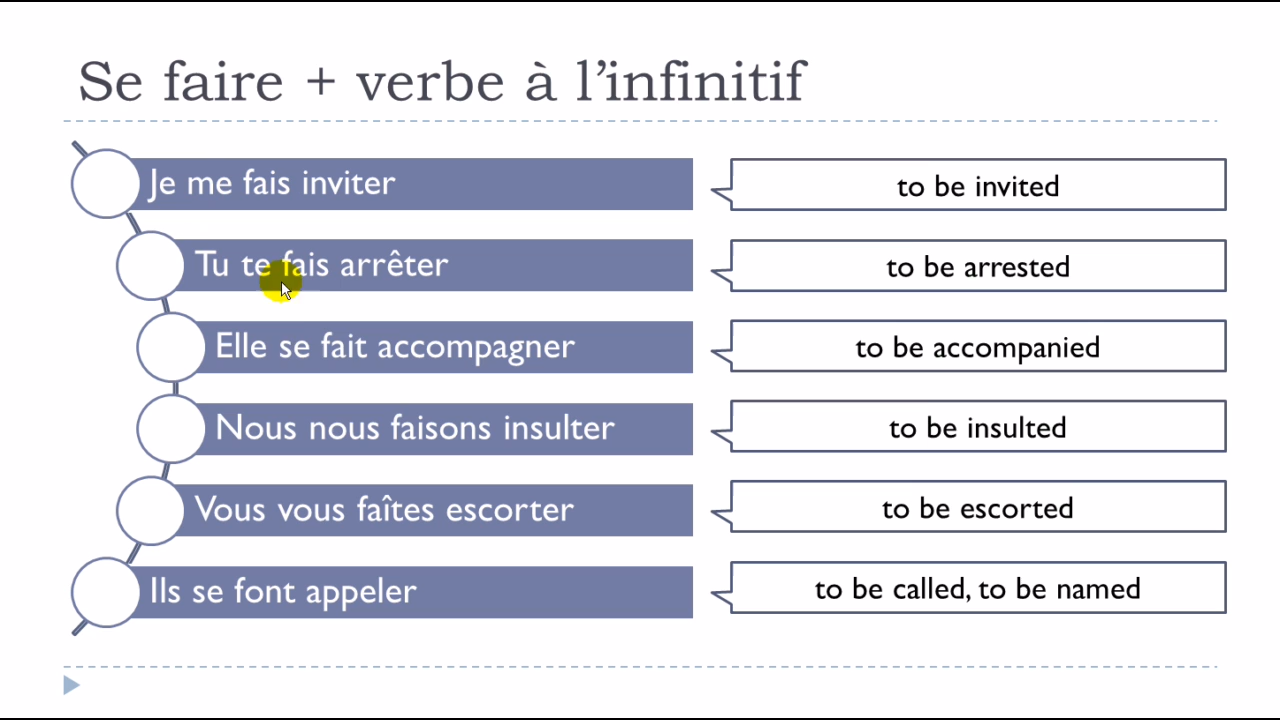 Se faire + verbe à l’infinitif
Je me fais inviter
to be invited
Tu te fais arrêter
to be arrested
Elle se fait accompagner
to be accompanied
Nous nous faisons insulter
to be insulted
Vous vous faîtes escorter
to be escorted
Ils se font appeler
to be called, to be named